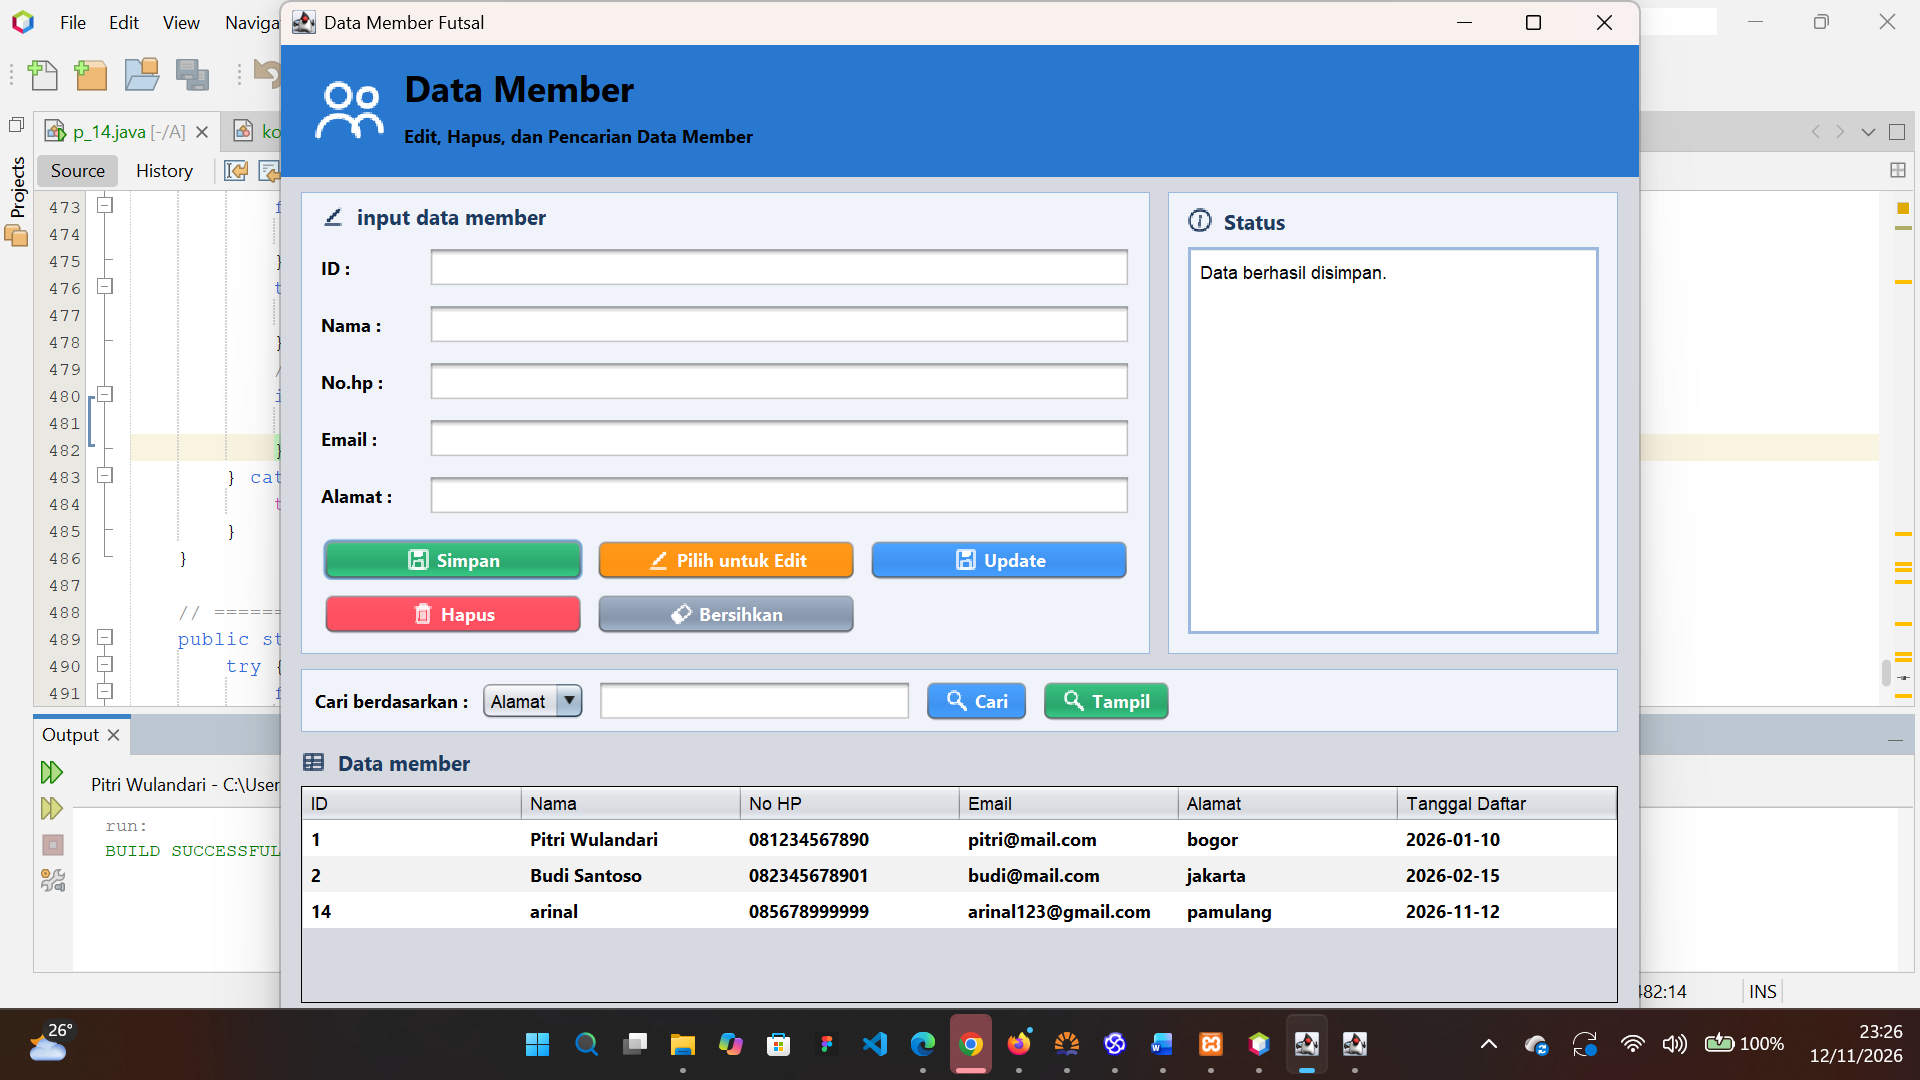 File Edit View Naviga
Data Member Futsal
Data Member
Edit, Hapus, dan Pencarian Data Member
p_14.java [-/A] ko
Projects
Source History
input data member
Status
ID :
Data berhasil disimpan.
Nama :
No.hp :
Email :
Alamat :
Simpan Pilih untuk Edit Update
Hapus Bersihkan
473 f
474
475 }
476 t
477
478 }
479 /
480 i
481
482 }
483 } cat
484 t
485 }
486 }
487
488 // ======
489 public st
490 try {
491 f
Cari berdasarkan : Alamat Cari Tampil
Output
Pitri Wulandari - C:\User
run:
BUILD SUCCESSFUL
Data member
ID Nama No HP Email Alamat Tanggal Daftar
1 Pitri Wulandari 081234567890 pitri@mail.com bogor 2026-01-10
2 Budi Santoso 082345678901 budi@mail.com jakarta 2026-02-15
14 arinal 085678999999 arinal123@gmail.com pamulang 2026-11-12
482:14 INS
26°
100%
23:26
12/11/2026